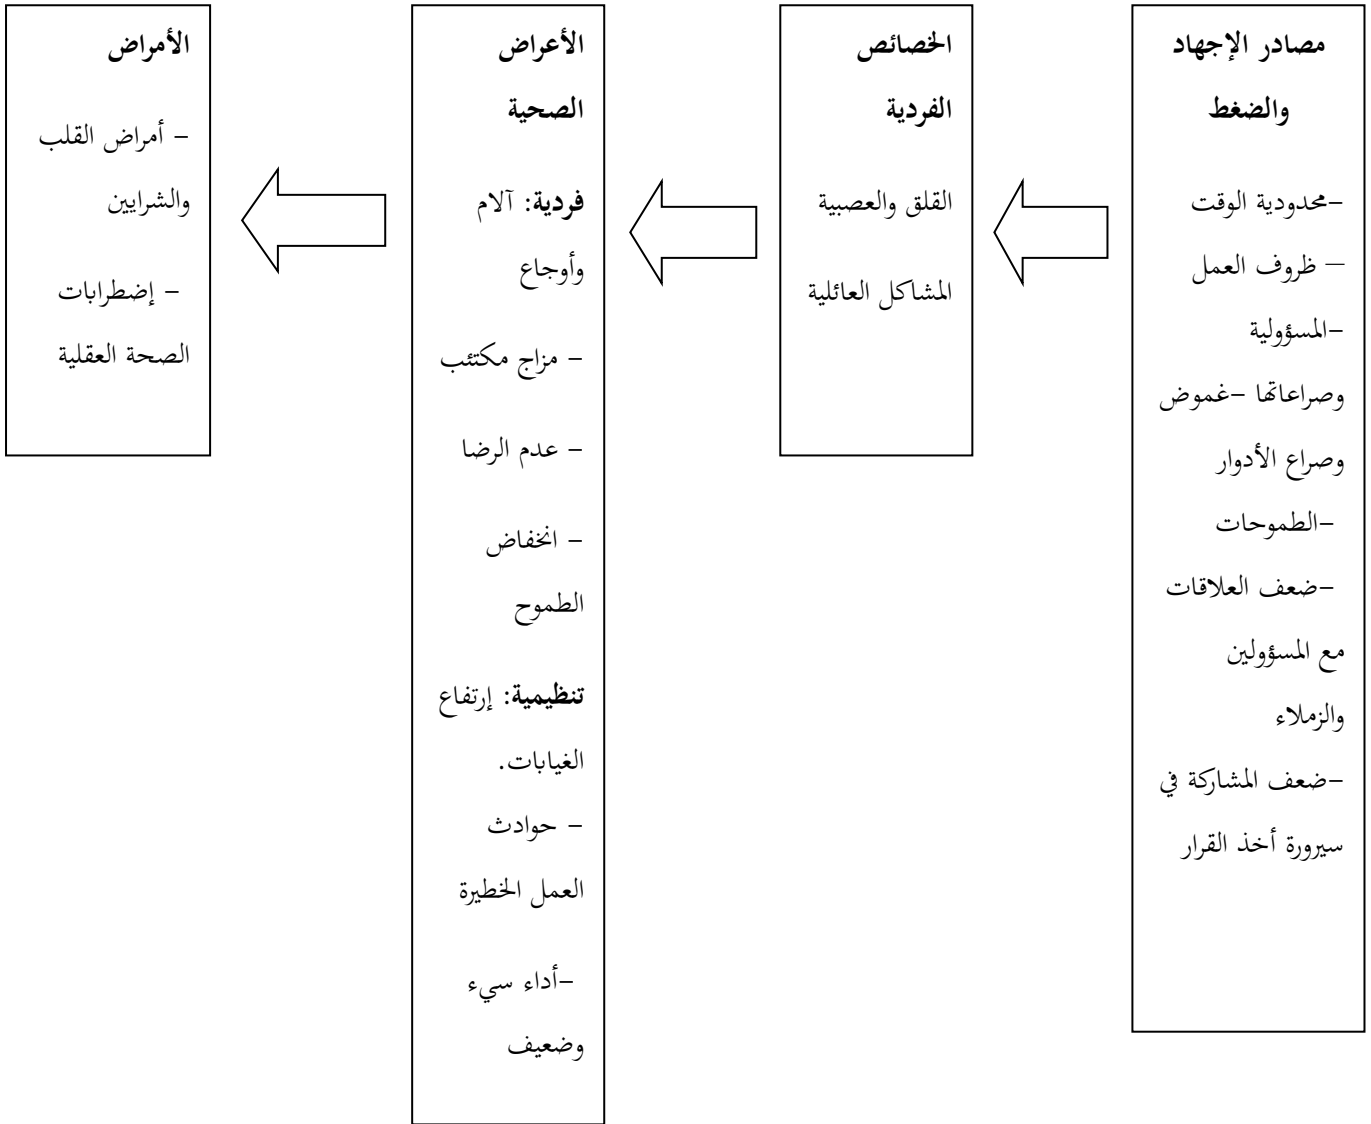 مصادر الإجهاد
والضغط
–محدودية الوقت
– ظروف العمل
–المسؤولية
وصراعاتها –غموض
وصراع الأدوار
–الطموحات
–ضعف العلاقات
مع المسؤولين
والزملاء
–ضعف المشاركة في
سيرورة أخذ القرار
الخصائص
الفردية
القلق والعصبية
المشاكل العائلية
الأعراض
الصحية
فردية: آلام
وأوجاع
– مزاج مكتئب
– عدم الرضا
– انخفاض
الطموح
تنظيمية: إرتفاع
الغيابات.
– حوادث
العمل الخطيرة
–أداء سيء
وضعيف
الأمراض
– أمراض القلب
والشرايين
– إضطرابات
الصحة العقلية